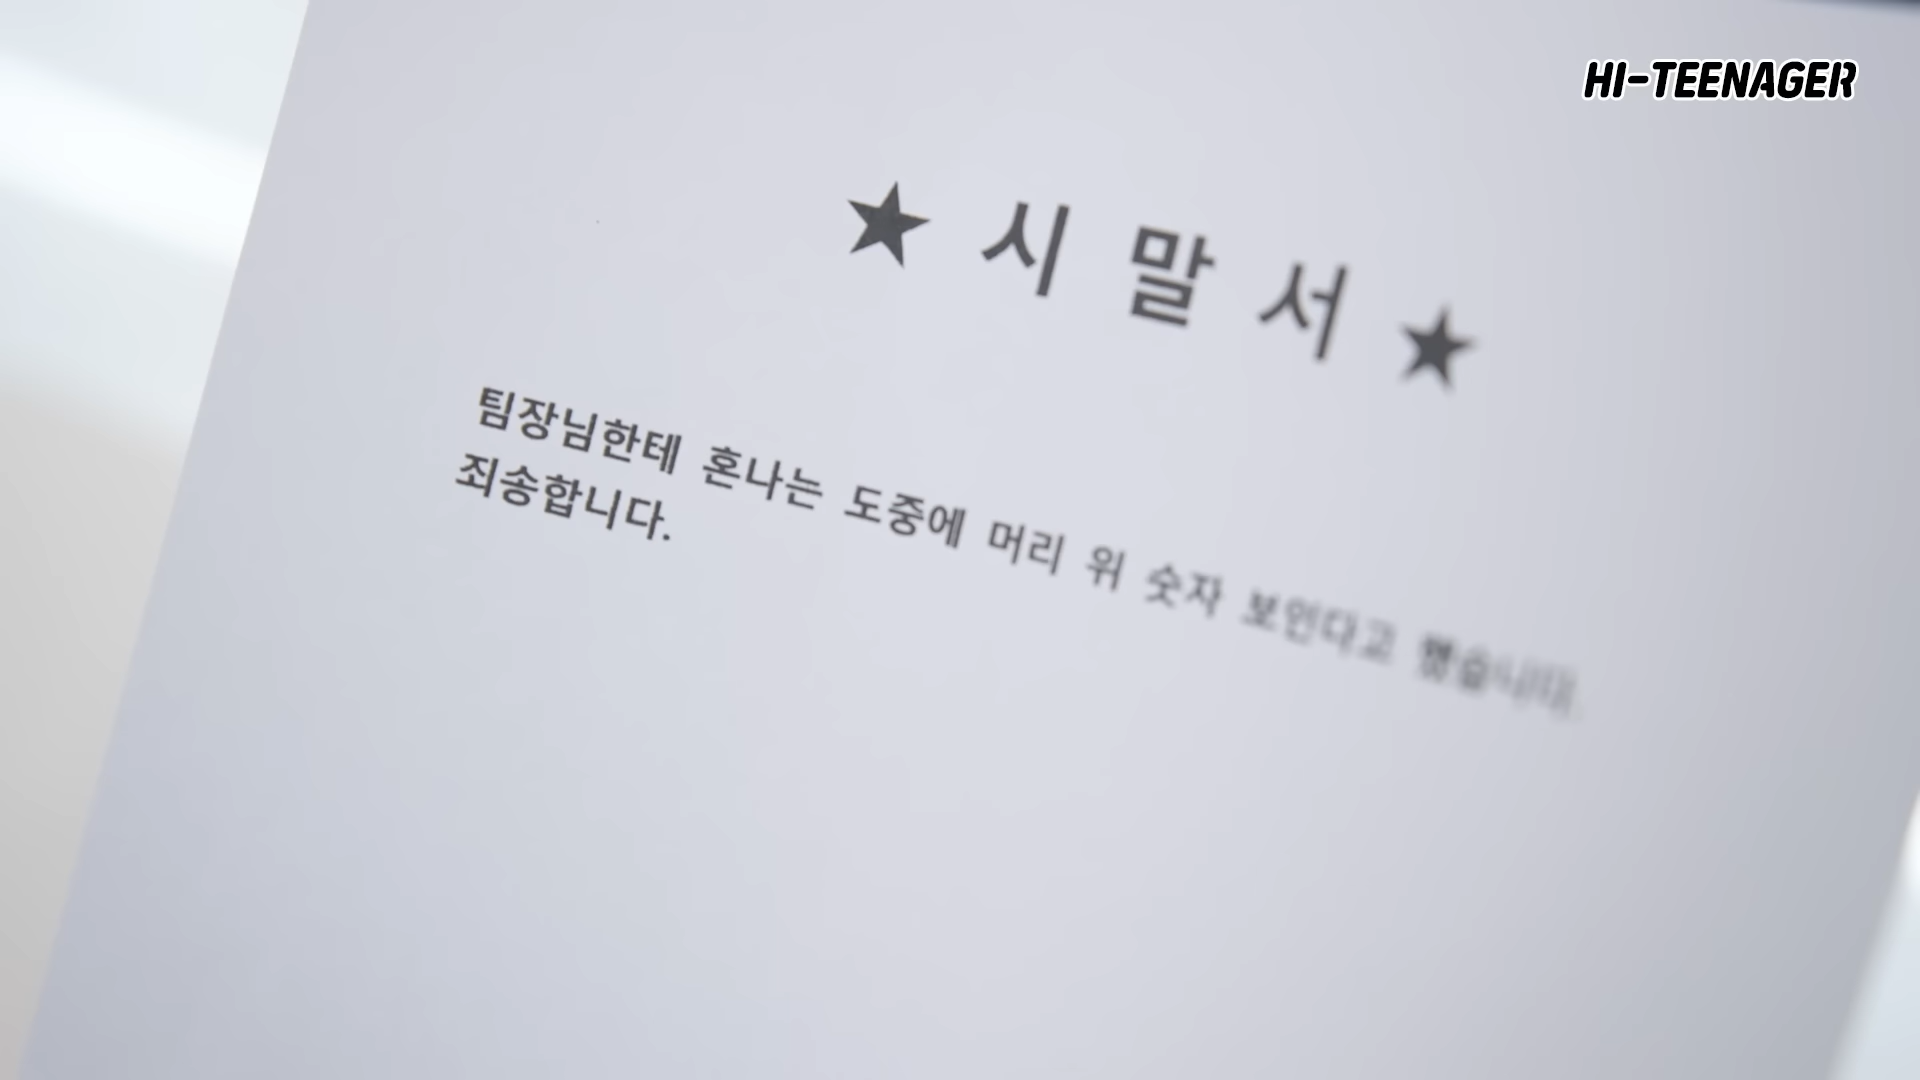 HI-TEENAGER
★ 시 말 서 ★
팀장님한테 혼나는 도중에 머리 위 숫자 보인다고 했습니다.
죄송합니다.